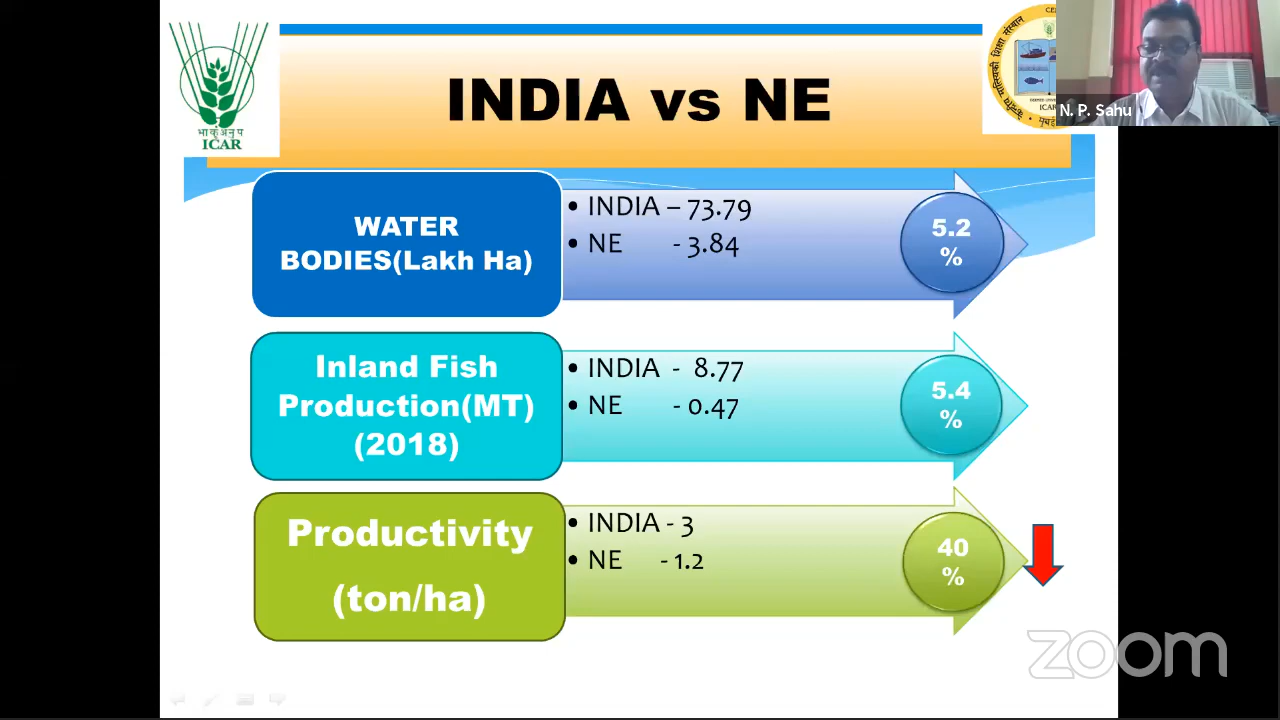 INDIA vs NE
भाकृअनुप
ICAR
केन्द्रीय मात्स्यिकी शिक्षा संस्थान
ICAR
N. P. Sahu
WATER
BODIES(Lakh Ha)
• INDIA – 73.79
• NE - 3.84
5.2
%
Inland Fish
Production(MT)
(2018)
• INDIA - 8.77
• NE - 0.47
5.4
%
Productivity
(ton/ha)
• INDIA - 3
• NE - 1.2
40
%
zoom